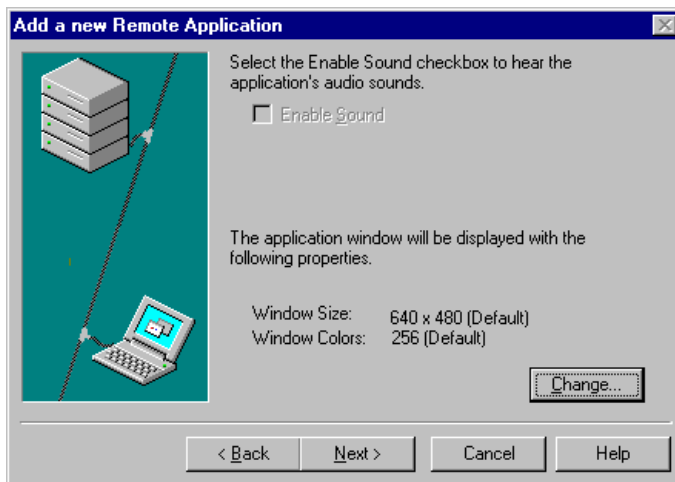 Add a new Remote Application
Select the Enable Sound checkbox to hear the
application's audio sounds.
Enable Sound
The application window will be displayed with the
following properties.
Window Size: 640 x 480 (Default)
Window Colors: 256 (Default)
Change...
< Back Next > Cancel Help